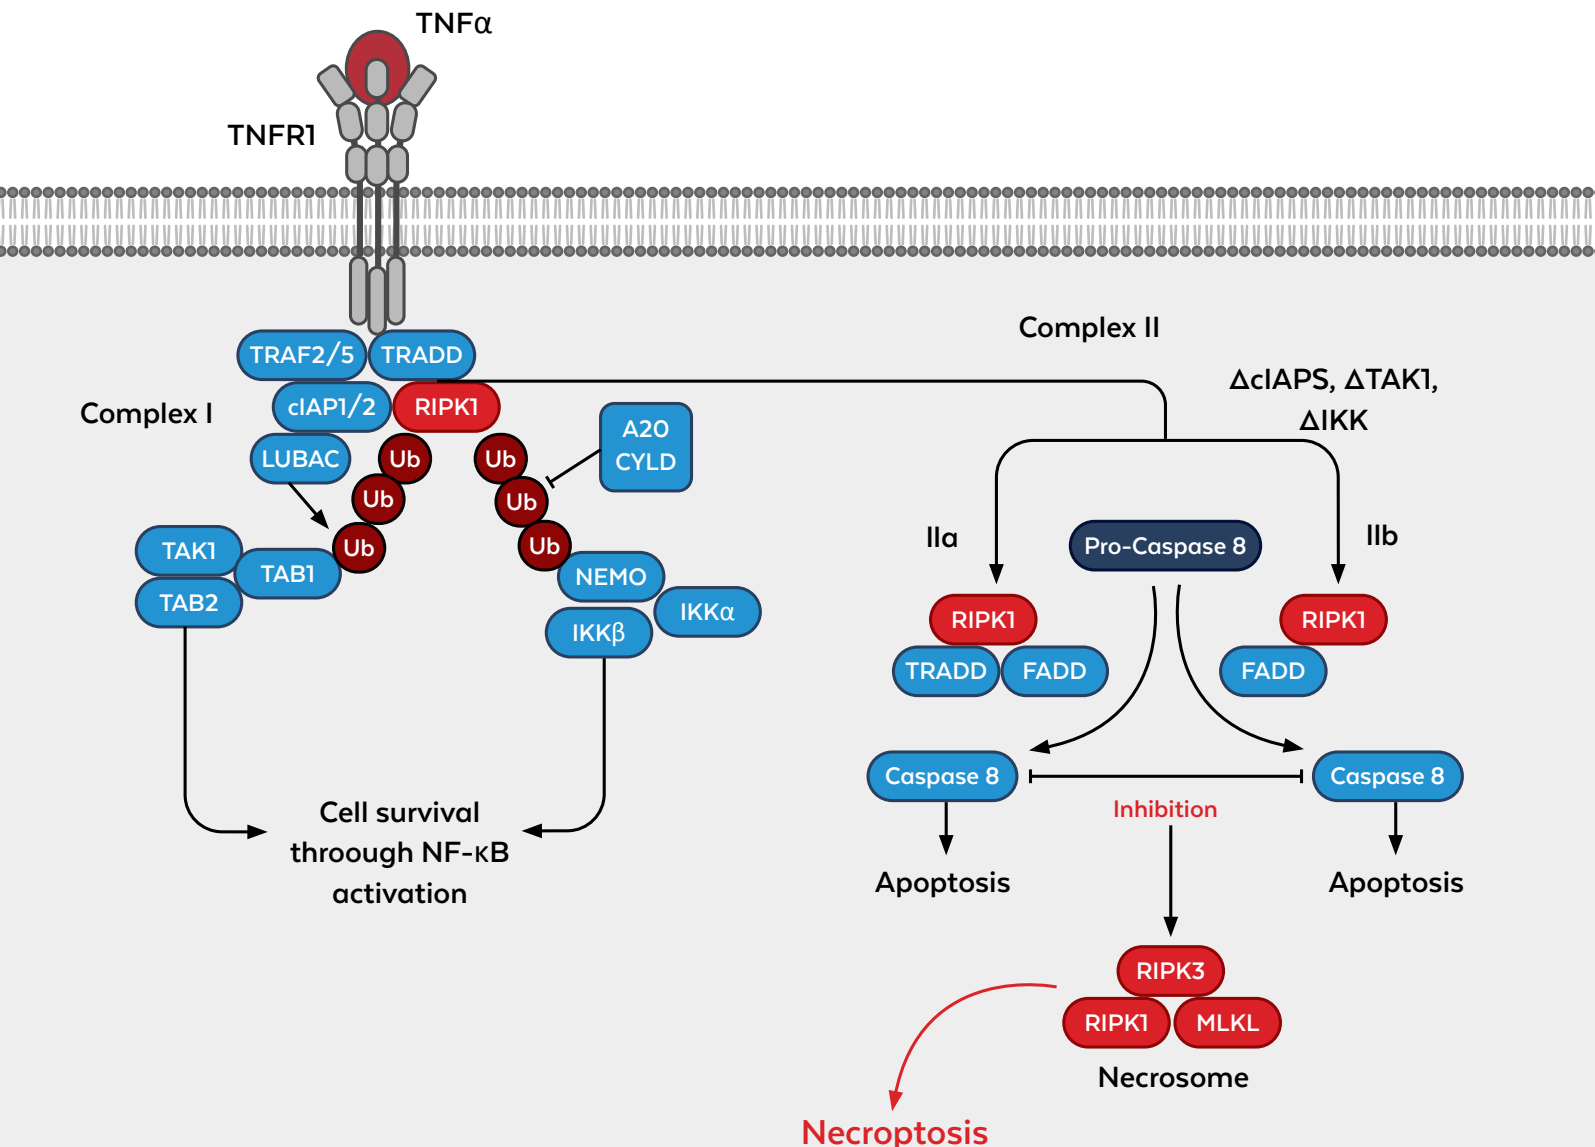 TNFα
TNFR1
TRAF2/5
TRADD
Complex I
cIAP1/2
RIPK1
LUBAC
Ub
Ub
Ub
Ub
Ub
Ub
A20
CYLD
TAK1
TAB1
TAB2
NEMO
IKKα
IKKβ
Cell survival
throough NF-κB
activation
Complex II
ΔcIAPS, ΔTAK1,
ΔIKK
IIa
Pro-Caspase 8
IIb
RIPK1
TRADD
FADD
RIPK1
FADD
Caspase 8
Caspase 8
Inhibition
Apoptosis
Apoptosis
RIPK3
RIPK1
MLKL
Necrosome
Necroptosis